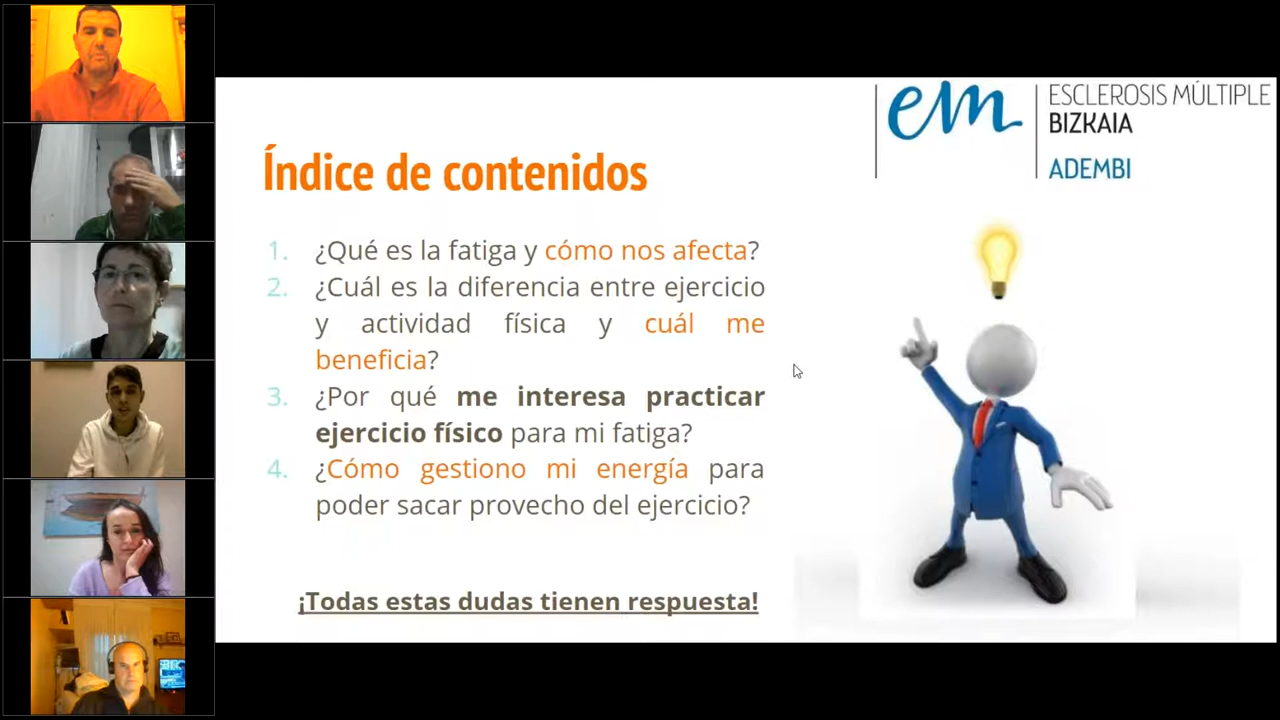 em
ESCLEROSIS MÚLTIPLE
BIZKAIA
ADEMBI
Índice de contenidos
1. ¿Qué es la fatiga y cómo nos afecta?
2. ¿Cuál es la diferencia entre ejercicio
y actividad física y cuál me
beneficia?
3. ¿Por qué me interesa practicar
ejercicio físico para mi fatiga?
4. ¿Cómo gestiono mi energía para
poder sacar provecho del ejercicio?
¡Todas estas dudas tienen respuesta!